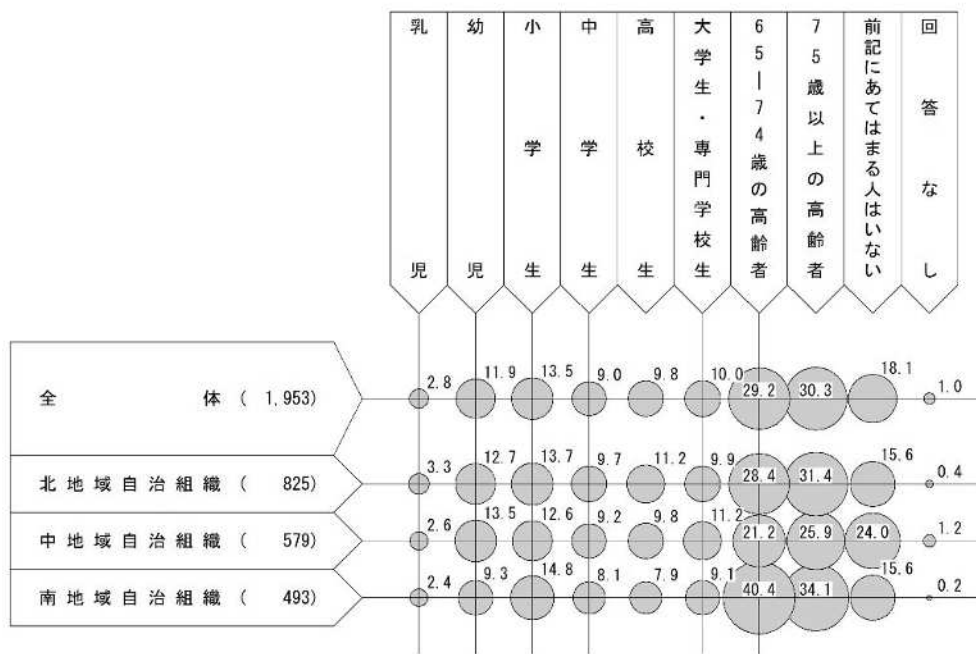 乳児
幼児
小学生
中学生
高校生
大学生・専門学校生
65―74歳の高齢者
75歳以上の高齢者
前記にあてはまる人はいない
回答なし
全体 ( 1,953) 2.8 11.9 13.5 9.0 9.8 10.0 29.2 30.3 18.1 1.0
北地域自治組織 ( 825) 3.3 12.7 13.7 9.7 11.2 9.9 28.4 31.4 15.6 0.4
中地域自治組織 ( 579) 2.6 13.5 12.6 9.2 9.8 11.2 21.2 25.9 24.0 1.2
南地域自治組織 ( 493) 2.4 9.3 14.8 8.1 7.9 9.1 40.4 34.1 15.6 0.2